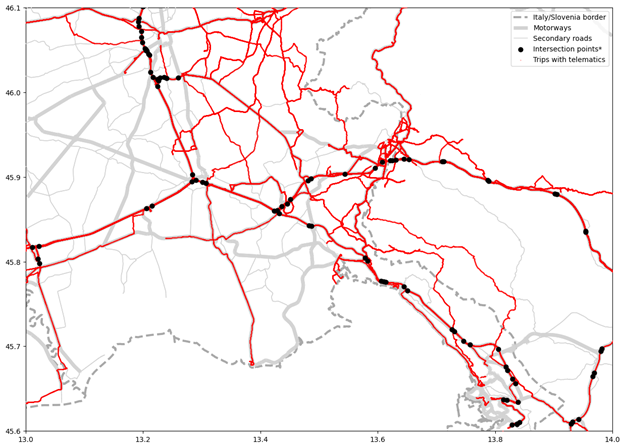 46.1
46.0
45.9
45.8
45.7
45.6
13.0
13.2
13.4
13.6
13.8
14.0
Italy/Slovenia border
Motorways
Secondary roads
Intersection points*
Trips with telematics